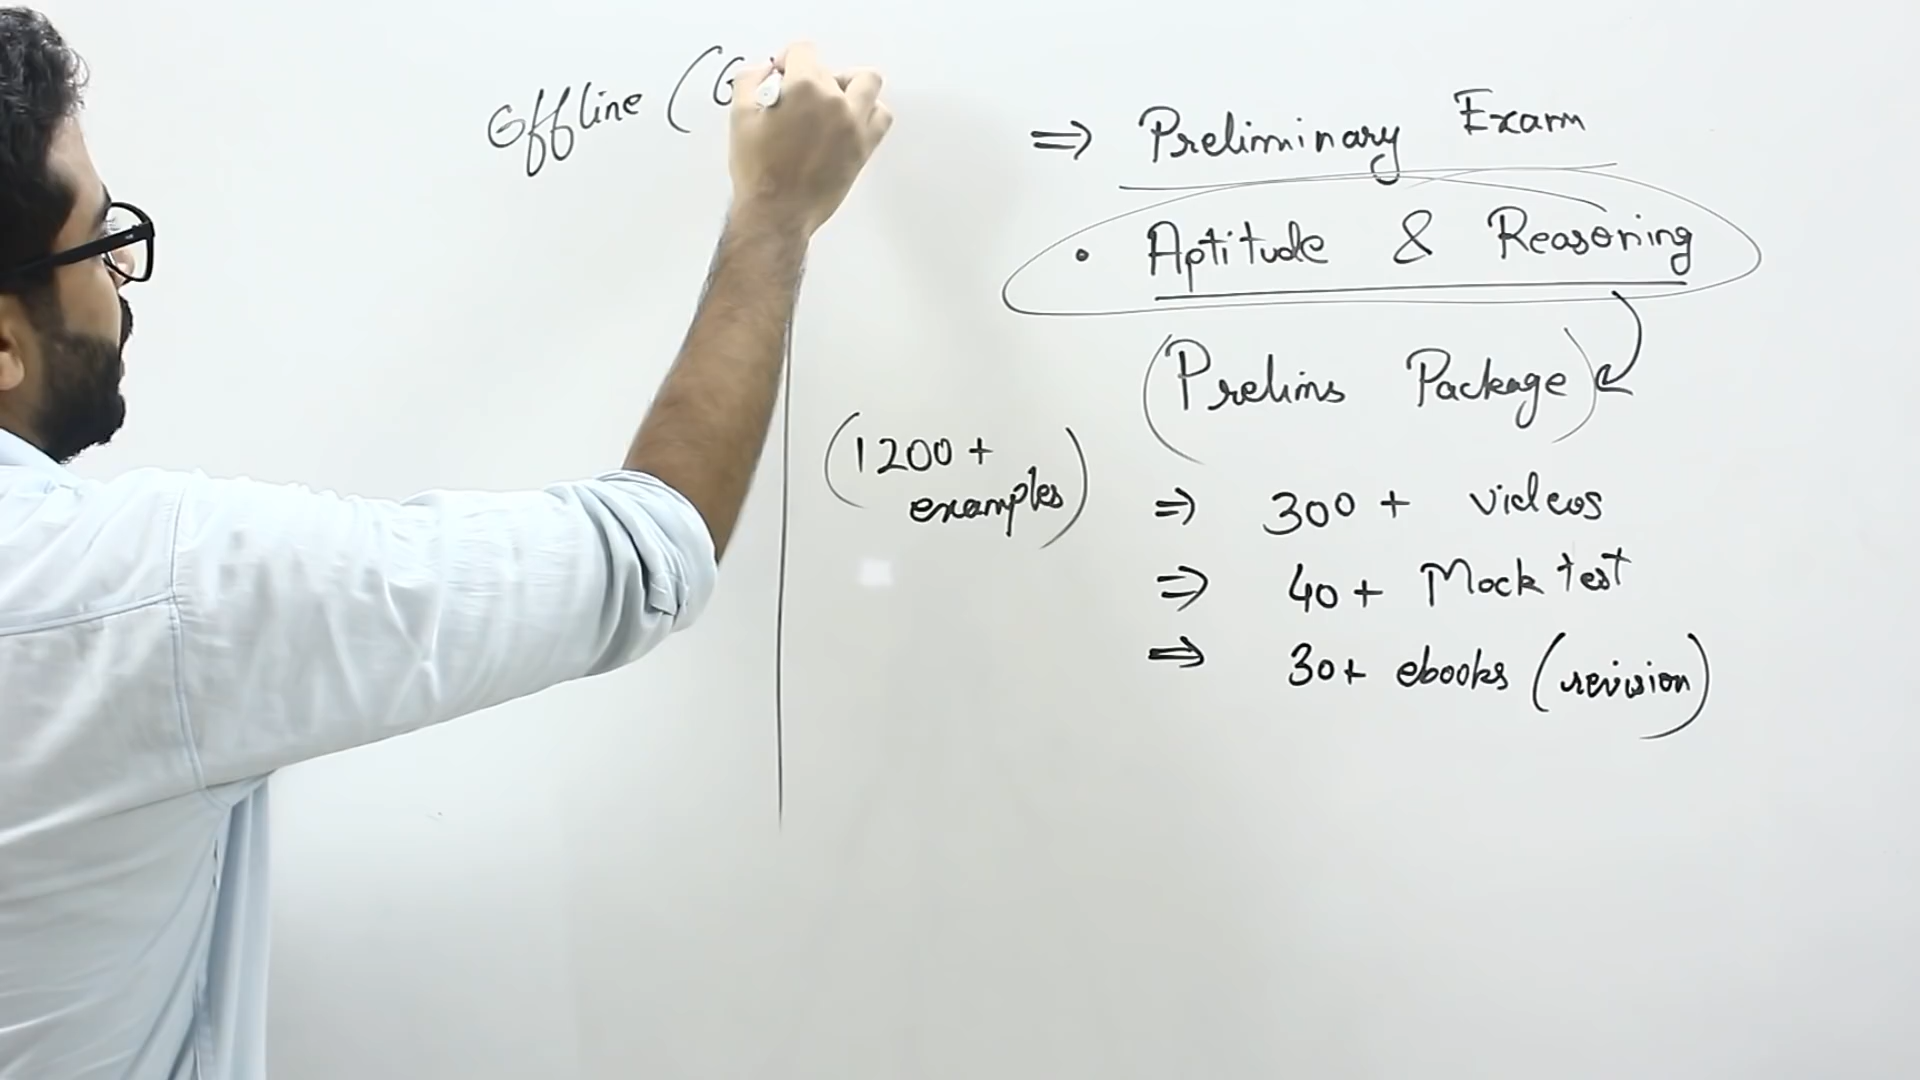 Offline (G
⇒ Preliminary Exam
• Aptitude & Reasoning
(Prelims Package)
(1200+
examples)
⇒ 300+ videos
⇒ 40+ Mock test
⇒ 30+ ebooks (revision)